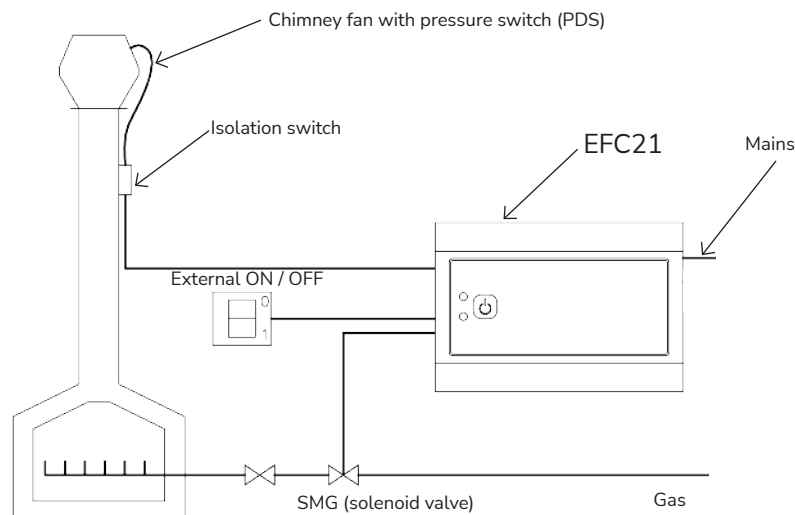 Chimney fan with pressure switch (PDS)
Isolation switch
EFC21
Mains
External ON / OFF
0
1
SMG (solenoid valve)
Gas